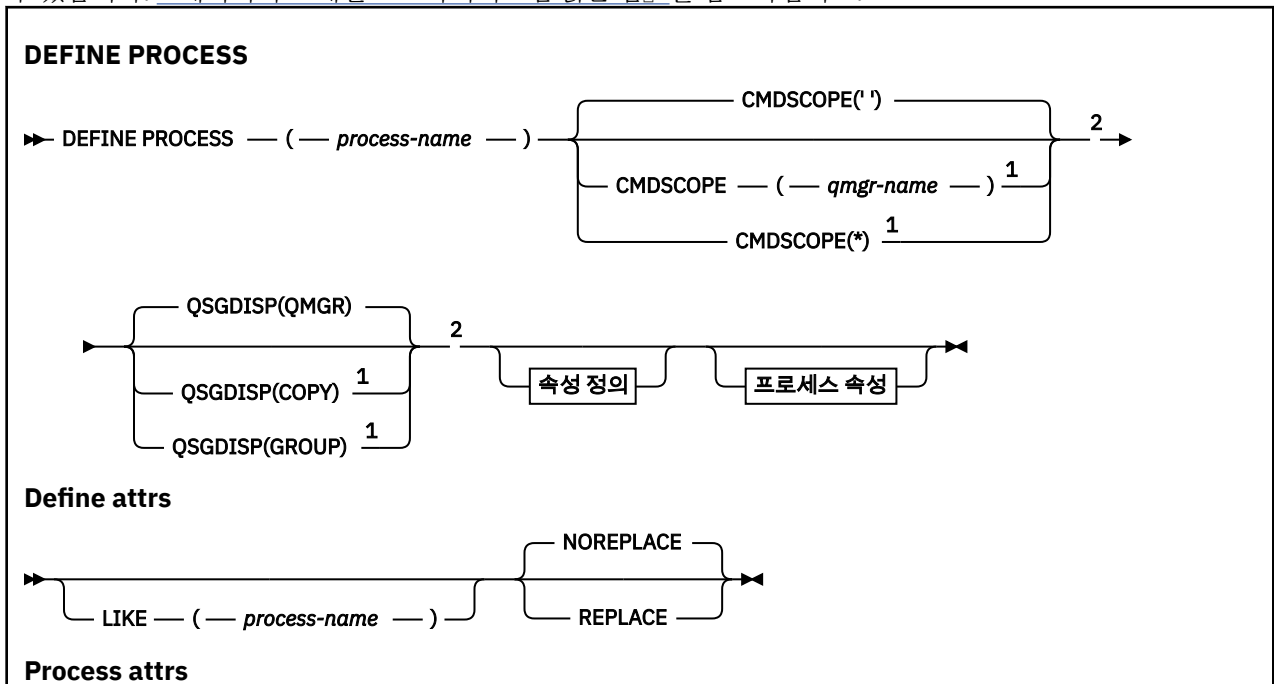 DEFINE PROCESS
CMDSCOPE(' ')
DEFINE PROCESS ( process-name ) 2
CMDSCOPE ( qmgr-name ) 1
CMDSCOPE(*) 1
QSGDISP(QMGR)
2
QSGDISP(COPY) 1
속성 정의 프로세스 속성
QSGDISP(GROUP) 1
Define attrs
NOREPLACE
LIKE ( process-name ) REPLACE
Process attrs